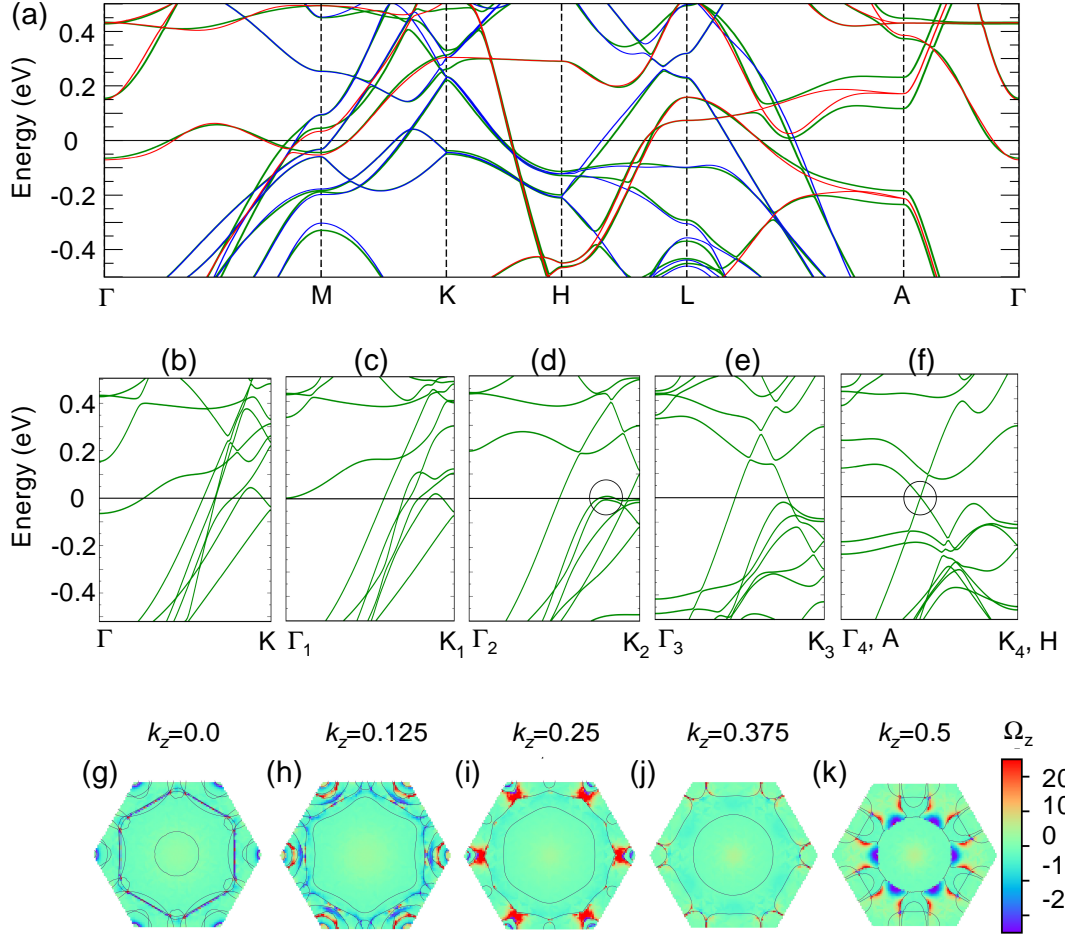 (a)
Energy (eV)
0.4
0.2
0
-0.2
-0.4
Γ M K H L A Γ
(b) (c) (d) (e) (f)
Energy (eV)
0.4
0.2
0
-0.2
-0.4
Γ K Γ1 K1 Γ2 K2 Γ3 K3 Γ4, A K4, H
kz=0.0 kz=0.125 kz=0.25 kz=0.375 kz=0.5 Ωz
(g) (h) (i) (j) (k)
20
10
0
-1
-2